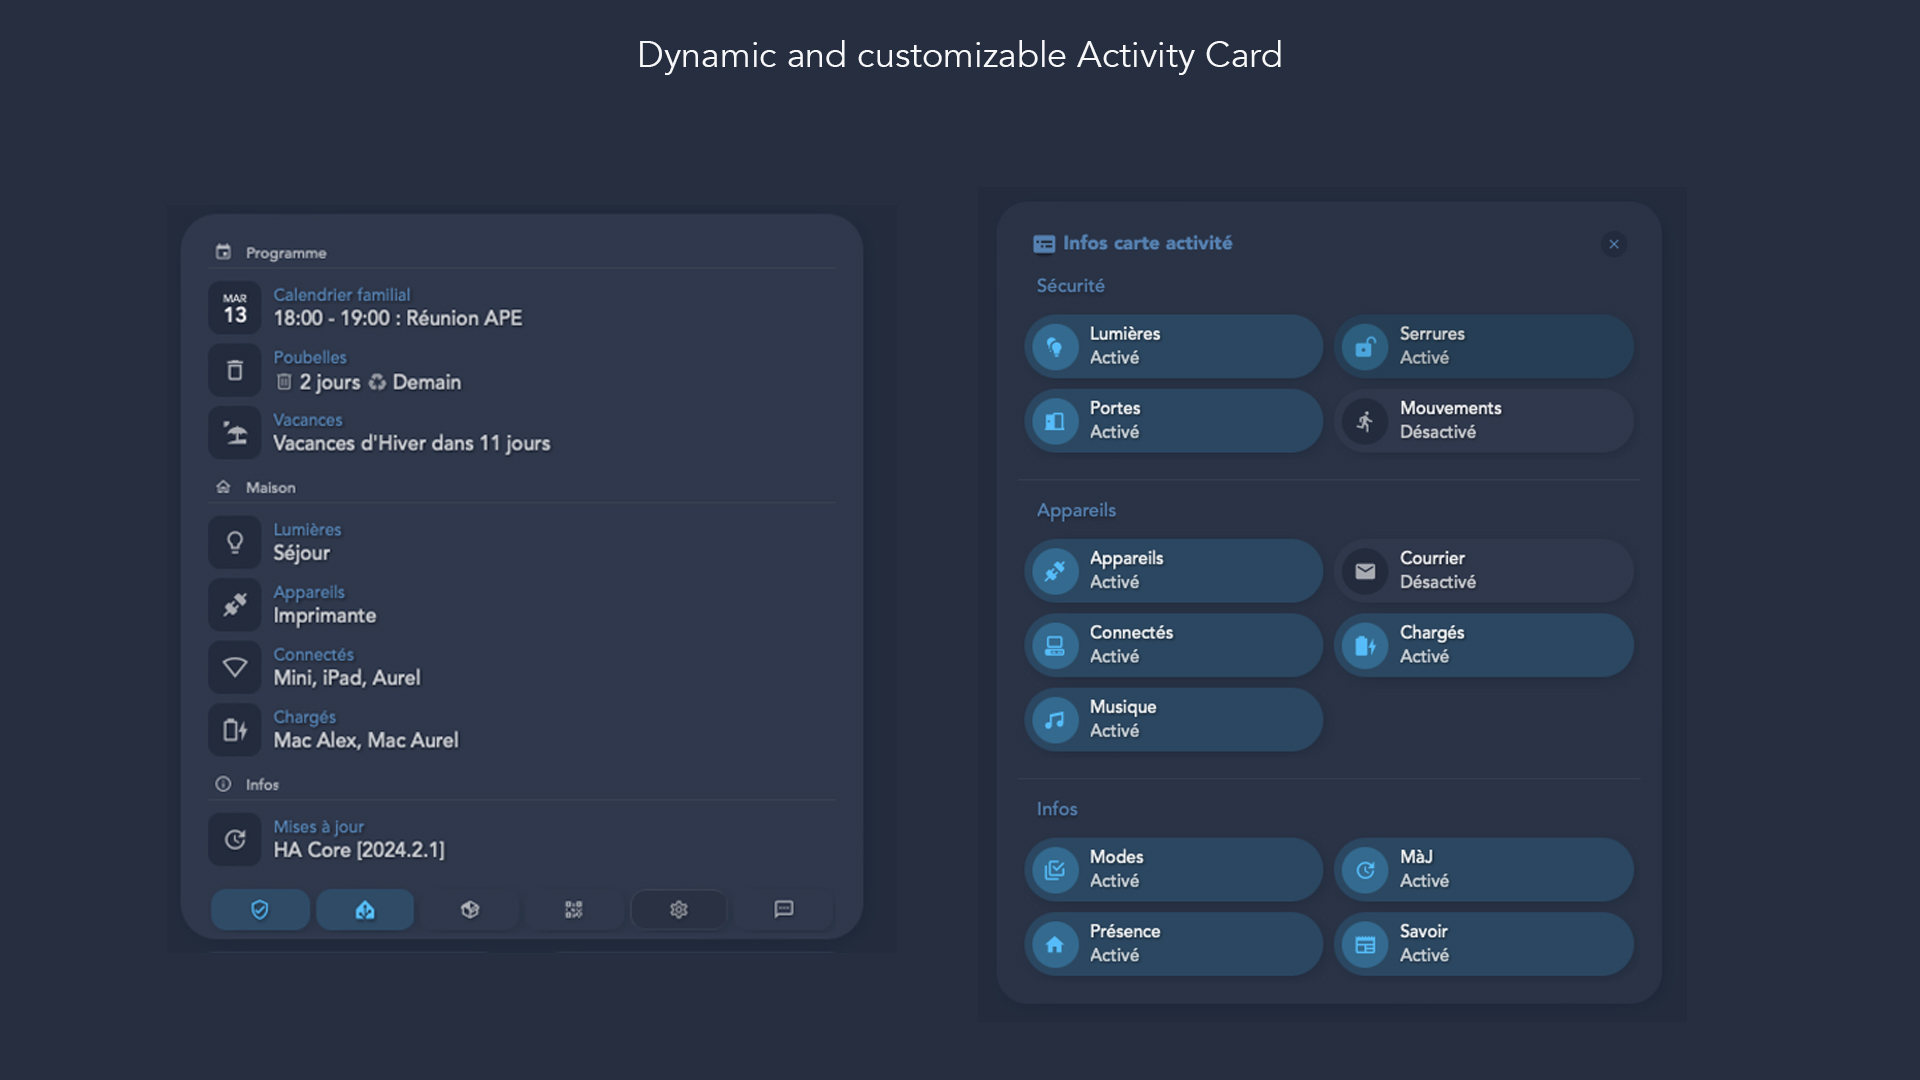 Dynamic and customizable Activity Card
Programme
MAR
13
Calendrier familial
18:00 - 19:00 : Réunion APE
Poubelles
2 jours Demain
Vacances
Vacances d'Hiver dans 11 jours
Maison
Lumières
Séjour
Appareils
Imprimante
Connectés
Mini, iPad, Aurel
Chargés
Mac Alex, Mac Aurel
Infos
Mises à jour
HA Core [2024.2.1]
Infos carte activité
Sécurité
Lumières
Activé
Serrures
Activé
Portes
Activé
Mouvements
Désactivé
Appareils
Appareils
Activé
Courrier
Désactivé
Connectés
Activé
Chargés
Activé
Musique
Activé
Infos
Modes
Activé
MàJ
Activé
Présence
Activé
Savoir
Activé